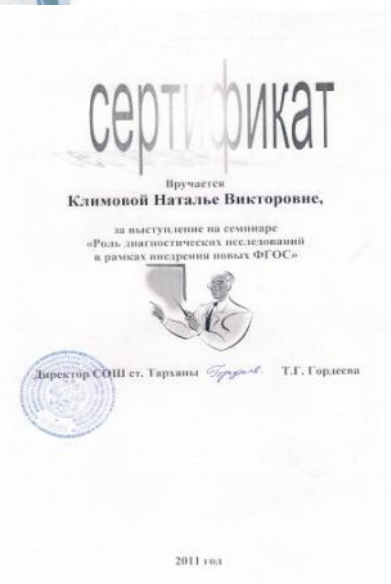 сертификат
Вручается
Климовой Наталье Викторовне,
за выступление на семинаре
«Роль диагностических исследований
в рамках внедрения новых ФГОС»
Директор СОШ ст. Тарханы Т.Г. Гордеева
2011 год